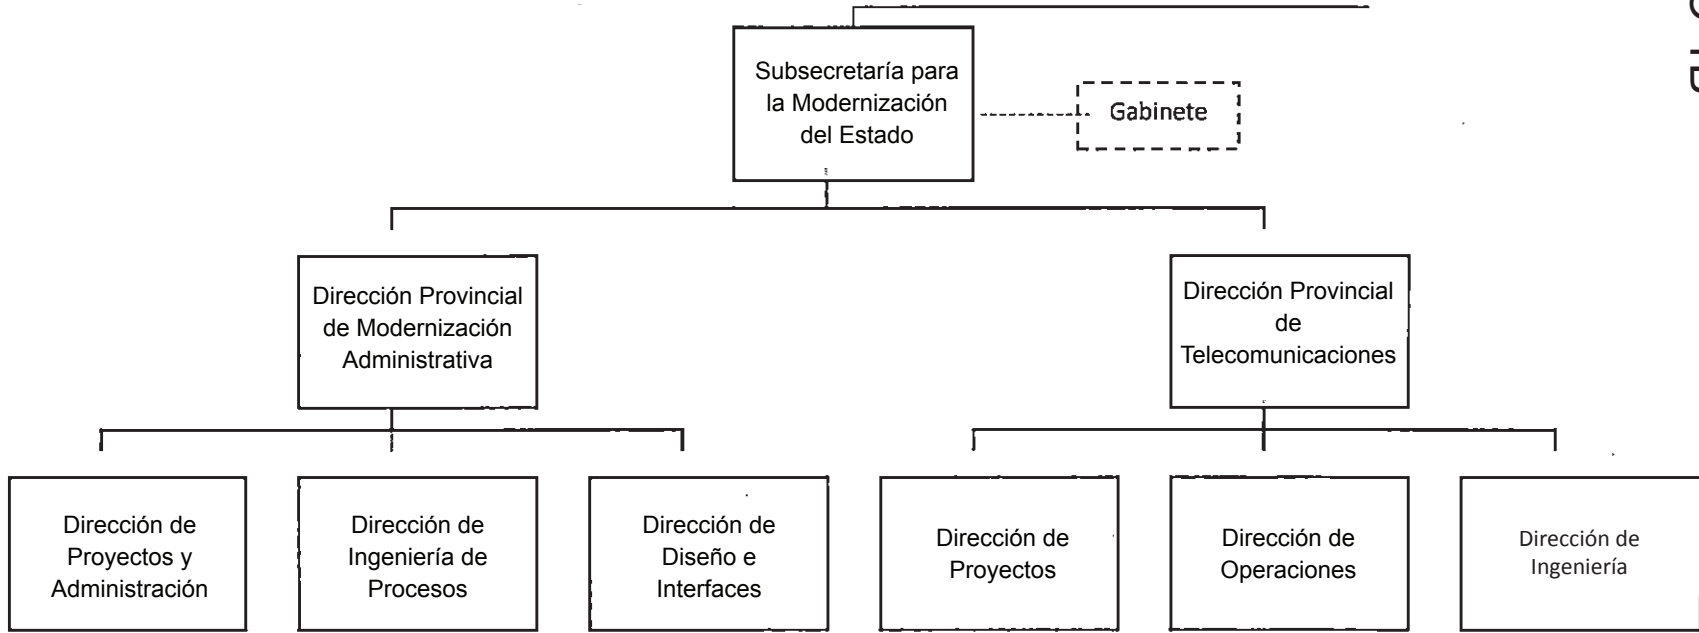 Subsecretaría para
la Modernización
del Estado
Gabinete
Dirección Provincial
de Modernización
Administrativa
Dirección Provincial
de
Telecomunicaciones
Dirección de
Proyectos y
Administración
Dirección de
Ingeniería de
Procesos
Dirección de
Diseño e
Interfaces
Dirección de
Proyectos
Dirección de
Operaciones
Dirección de
Ingeniería